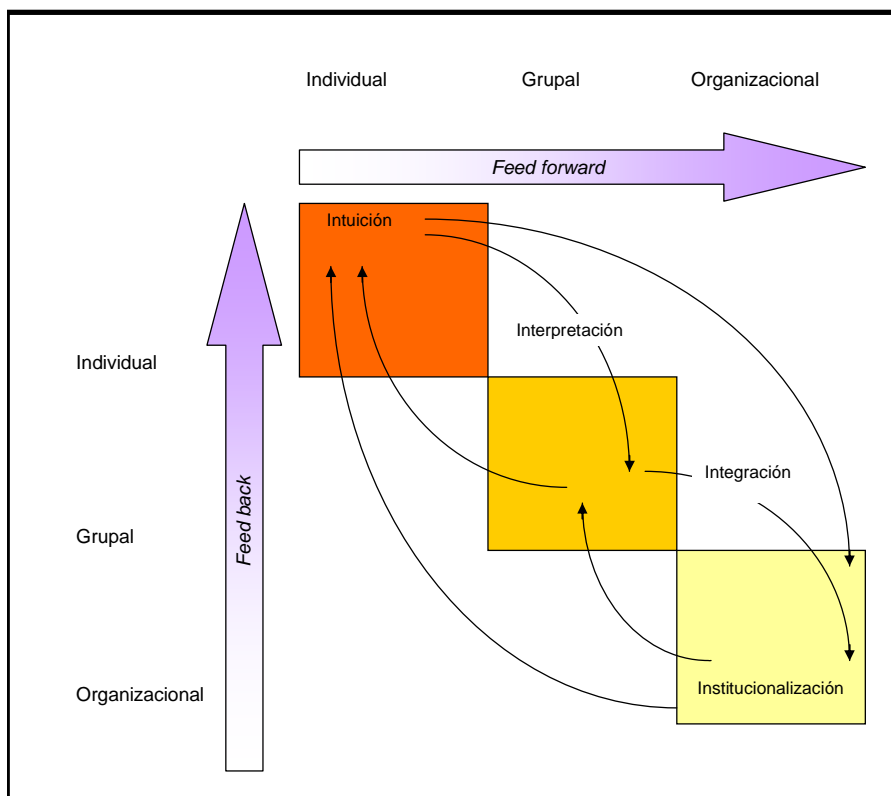 Individual Grupal Organizacional
Feed forward
Intuición
Interpretación
Individual
Integración
Feed back
Grupal
Institucionalización
Organizacional